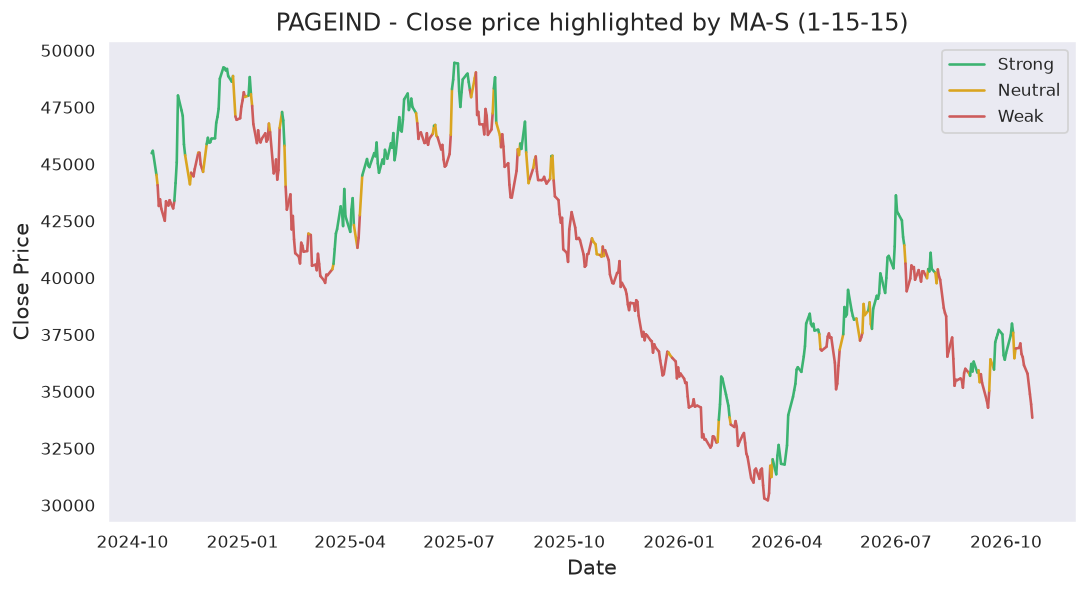 PAGEIND - Close price highlighted by MA-S (1-15-15)
Strong
Neutral
Weak
Close Price
50000
47500
45000
42500
40000
37500
35000
32500
30000
2024-10 2025-01 2025-04 2025-07 2025-10 2026-01 2026-04 2026-07 2026-10
Date